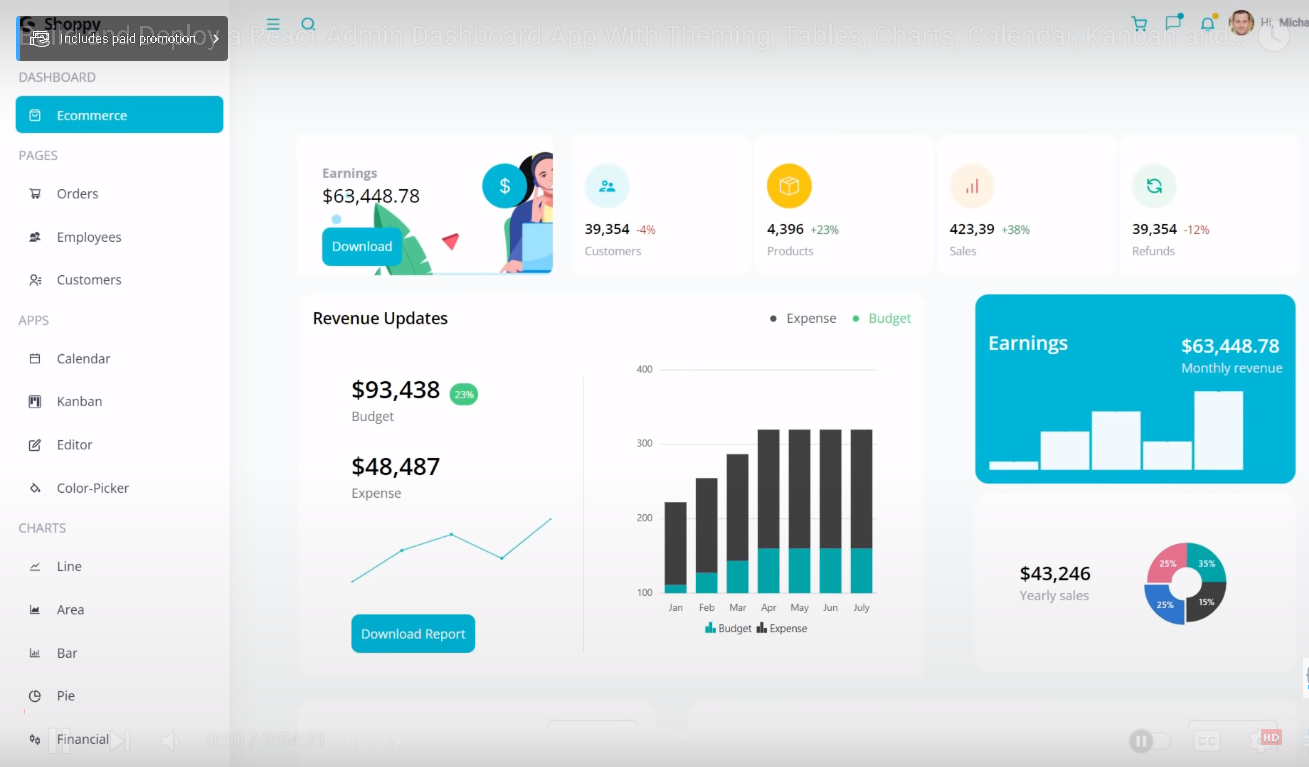 Shoppy
Includes paid promotion
Build and Deploy a React Admin Dashboard App With Theming, Tables, Charts, Calendar, Kanban and
Hi, Micha
DASHBOARD
Ecommerce
PAGES
Orders
Employees
Customers
APPS
Calendar
Kanban
Editor
Color-Picker
CHARTS
Line
Area
Bar
Pie
Financial
Earnings
$63,448.78
Download
$
39,354 -4%
Customers
4,396 +23%
Products
423,39 +38%
Sales
39,354 -12%
Refunds
Revenue Updates
Expense
Budget
$93,438 23%
Budget
$48,487
Expense
Download Report
400
300
200
100
Jan Feb Mar Apr May Jun July
Budget Expense
Earnings
$63,448.78
Monthly revenue
$43,246
Yearly sales
25% 35%
25% 15%
CC
HD